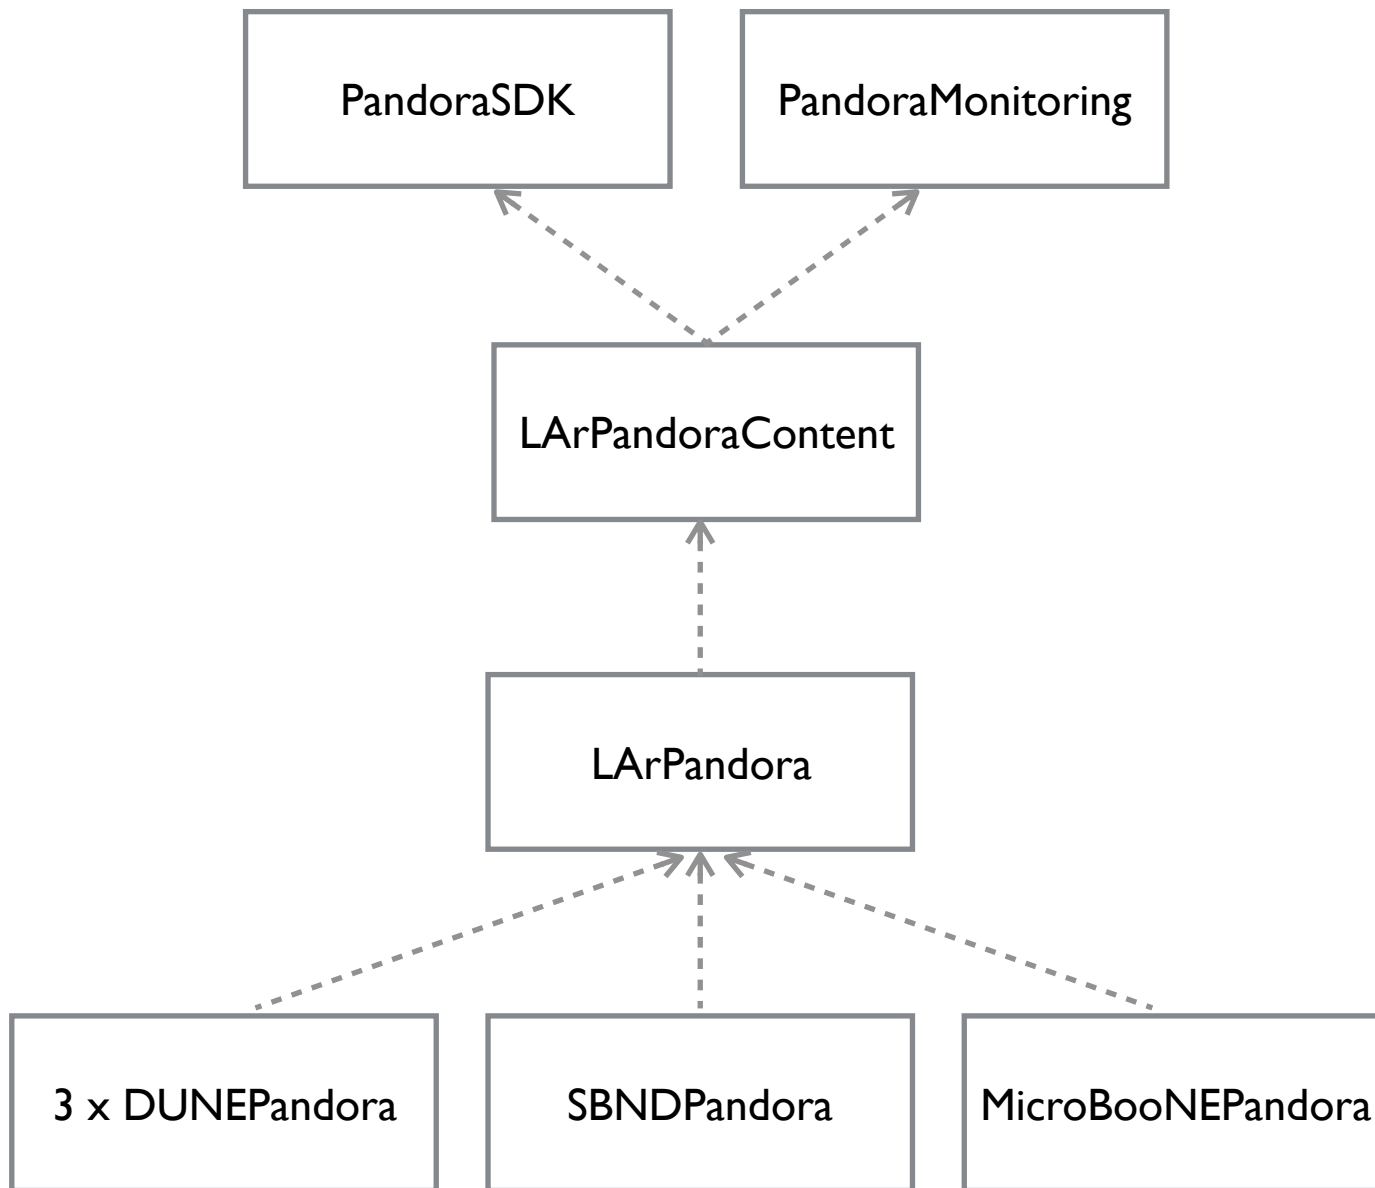 PandoraSDK
PandoraMonitoring
LArPandoraContent
LArPandora
3 x DUNEPandora
SBNDPandora
MicroBooNEPandora